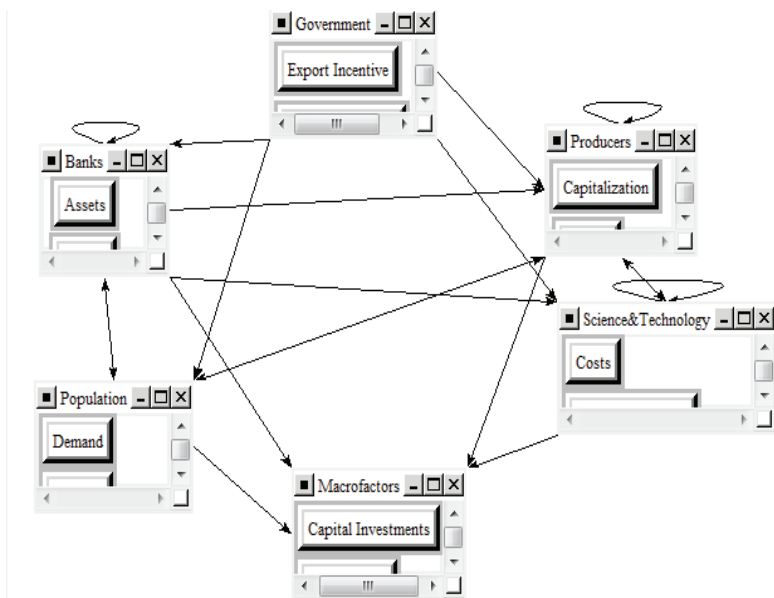 Government
Export Incentive
Banks
Assets
Producers
Capitalization
Science&Technology
Costs
Population
Demand
Macrofactors
Capital Investments